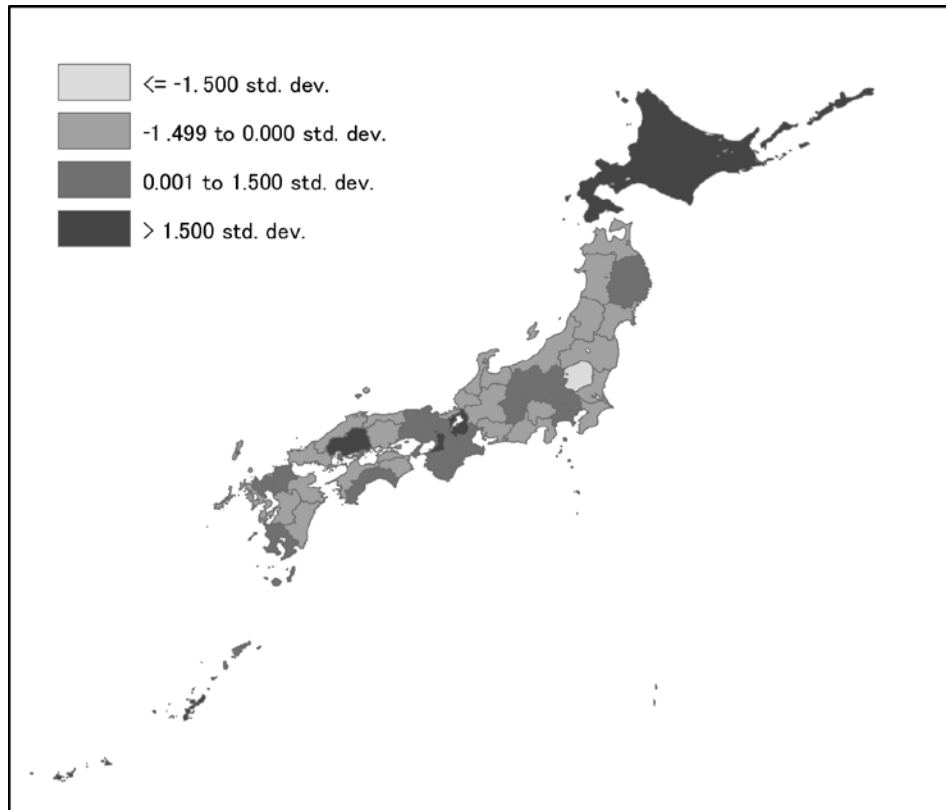 <= -1.500 std. dev.
-1.499 to 0.000 std. dev.
0.001 to 1.500 std. dev.
> 1.500 std. dev.